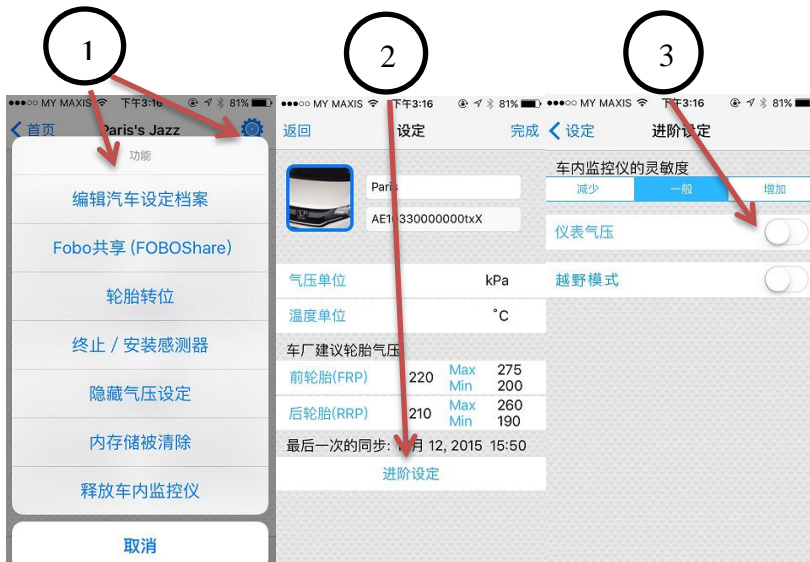 1
2
3
MY MAXIS 下午3:16 81%
首页 Paris's Jazz
功能
编辑汽车设定档案
Fobo共享 (FOBOShare)
轮胎转位
终止 / 安装感测器
隐藏气压设定
内存储被清除
释放车内监控仪
取消
MY MAXIS 下午3:16 81%
返回 设定 完成
Paris
AE10330000000txX
气压单位 kPa
温度单位 °C
车厂建议轮胎气压
前轮胎(FRP) 220 Max 275
Min 200
后轮胎(RRP) 210 Max 260
Min 190
最后一次的同步: 月 12, 2015 15:50
进阶设定
MY MAXIS 下午3:16 81%
设定 进阶设定
车内监控仪的灵敏度
减少 一般 增加
仪表气压
越野模式